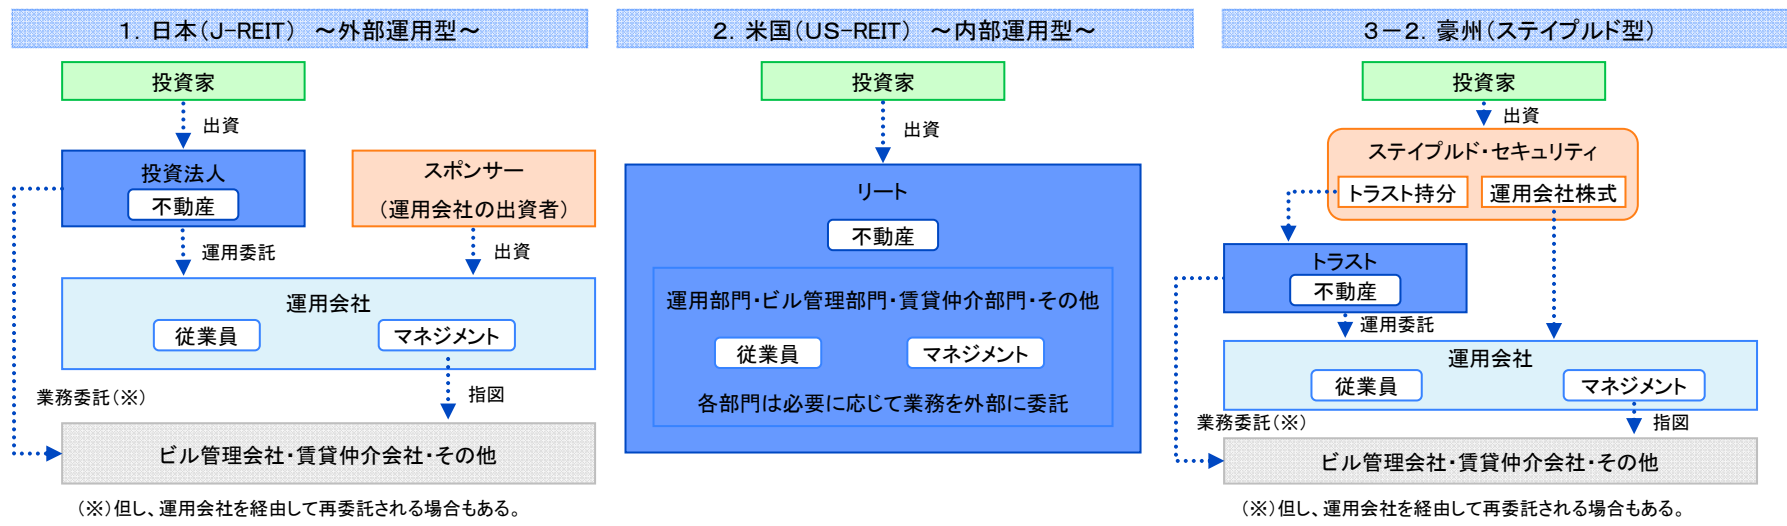 1．日本（J-REIT） ～外部運用型～
投資家
出資
投資法人
不動産
スポンサー
（運用会社の出資者）
運用委託
出資
運用会社
従業員
マネジメント
業務委託（※）
指図
ビル管理会社・賃貸仲介会社・その他
（※）但し、運用会社を経由して再委託される場合もある。
2．米国（US-REIT） ～内部運用型～
投資家
出資
リート
不動産
運用部門・ビル管理部門・賃貸仲介部門・その他
従業員
マネジメント
各部門は必要に応じて業務を外部に委託
3－2．豪州（ステイプルド型）
投資家
出資
ステイプルド・セキュリティ
トラスト持分
運用会社株式
トラスト
不動産
運用委託
運用会社
従業員
マネジメント
業務委託（※）
指図
ビル管理会社・賃貸仲介会社・その他
（※）但し、運用会社を経由して再委託される場合もある。